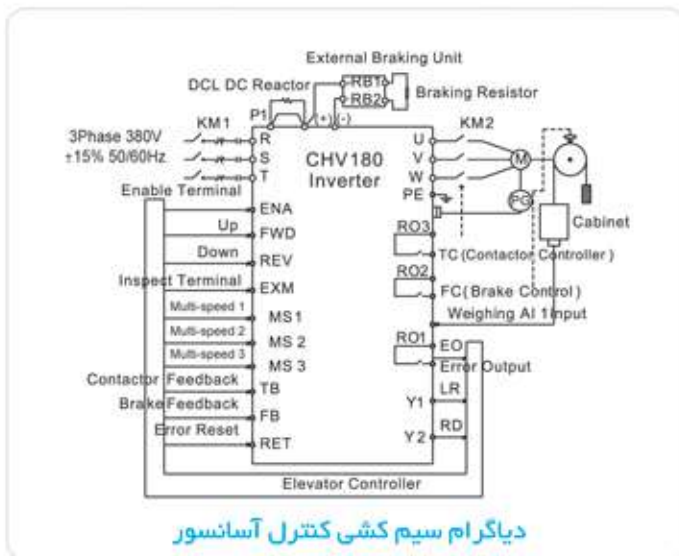 External Braking Unit
DCL DC Reactor
RB1
RB2
Braking Resistor
P1
(+)
(-)
KM1
KM2
3Phase 380V
±15% 50/60Hz
R
S
T
CHV180
Inverter
U
V
W
PE
M
PG
Cabinet
Enable Terminal
ENA
Up
FWD
Down
REV
Inspect Terminal
EXM
Multi-speed 1
MS 1
Multi-speed 2
MS 2
Multi-speed 3
MS 3
Contactor Feedback
TB
Brake Feedback
FB
Error Reset
RET
RO3
TC (Contactor Controller)
RO2
FC( Brake Control )
Weighing AI 1Input
RO1
EO
Error Output
Y1
LR
Y2
RD
Elevator Controller
دیاگرام سیم کشی کنترل آسانسور